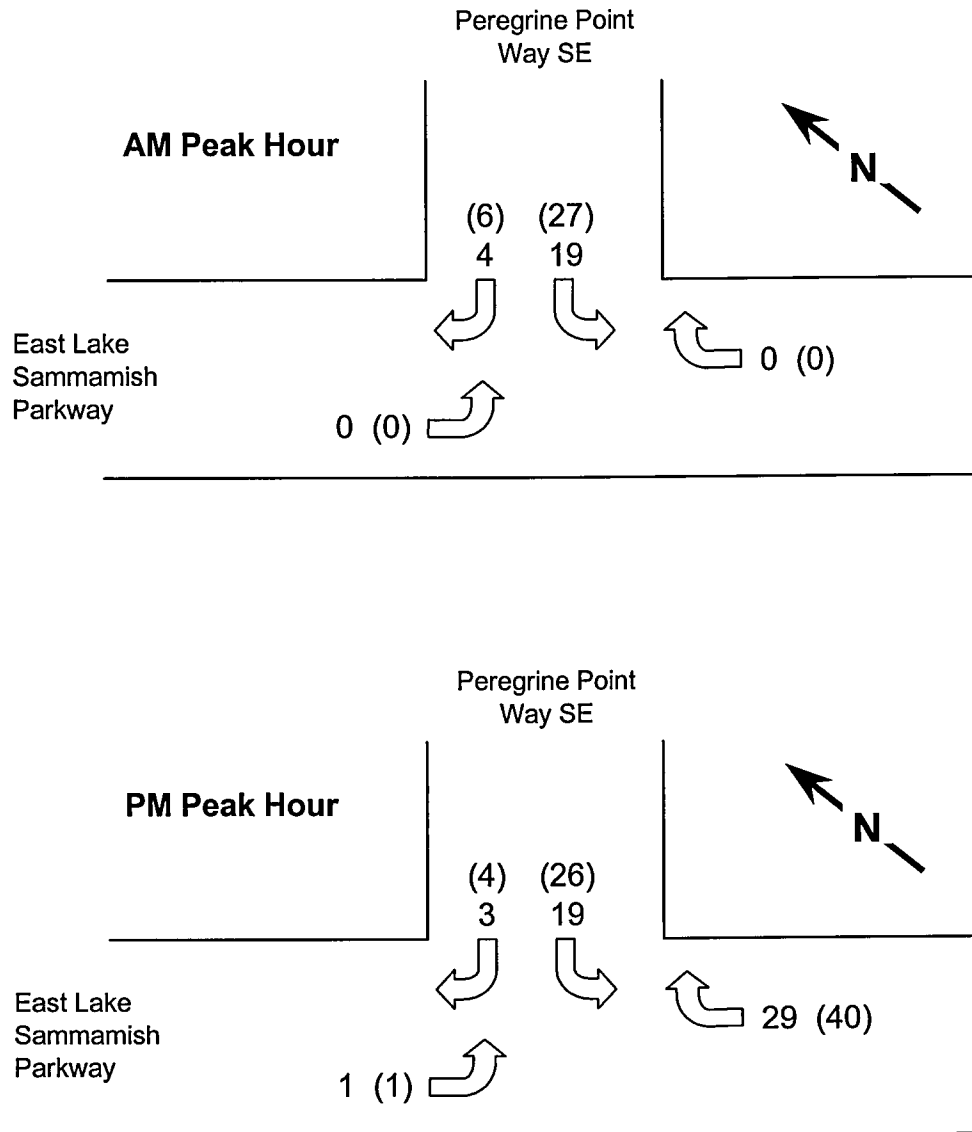 Peregrine Point
Way SE
AM Peak Hour
N
(6) (27)
4 19
0 (0)
East Lake
Sammamish
Parkway
0 (0)
Peregrine Point
Way SE
PM Peak Hour
N
(4) (26)
3 19
29 (40)
East Lake
Sammamish
Parkway
1 (1)